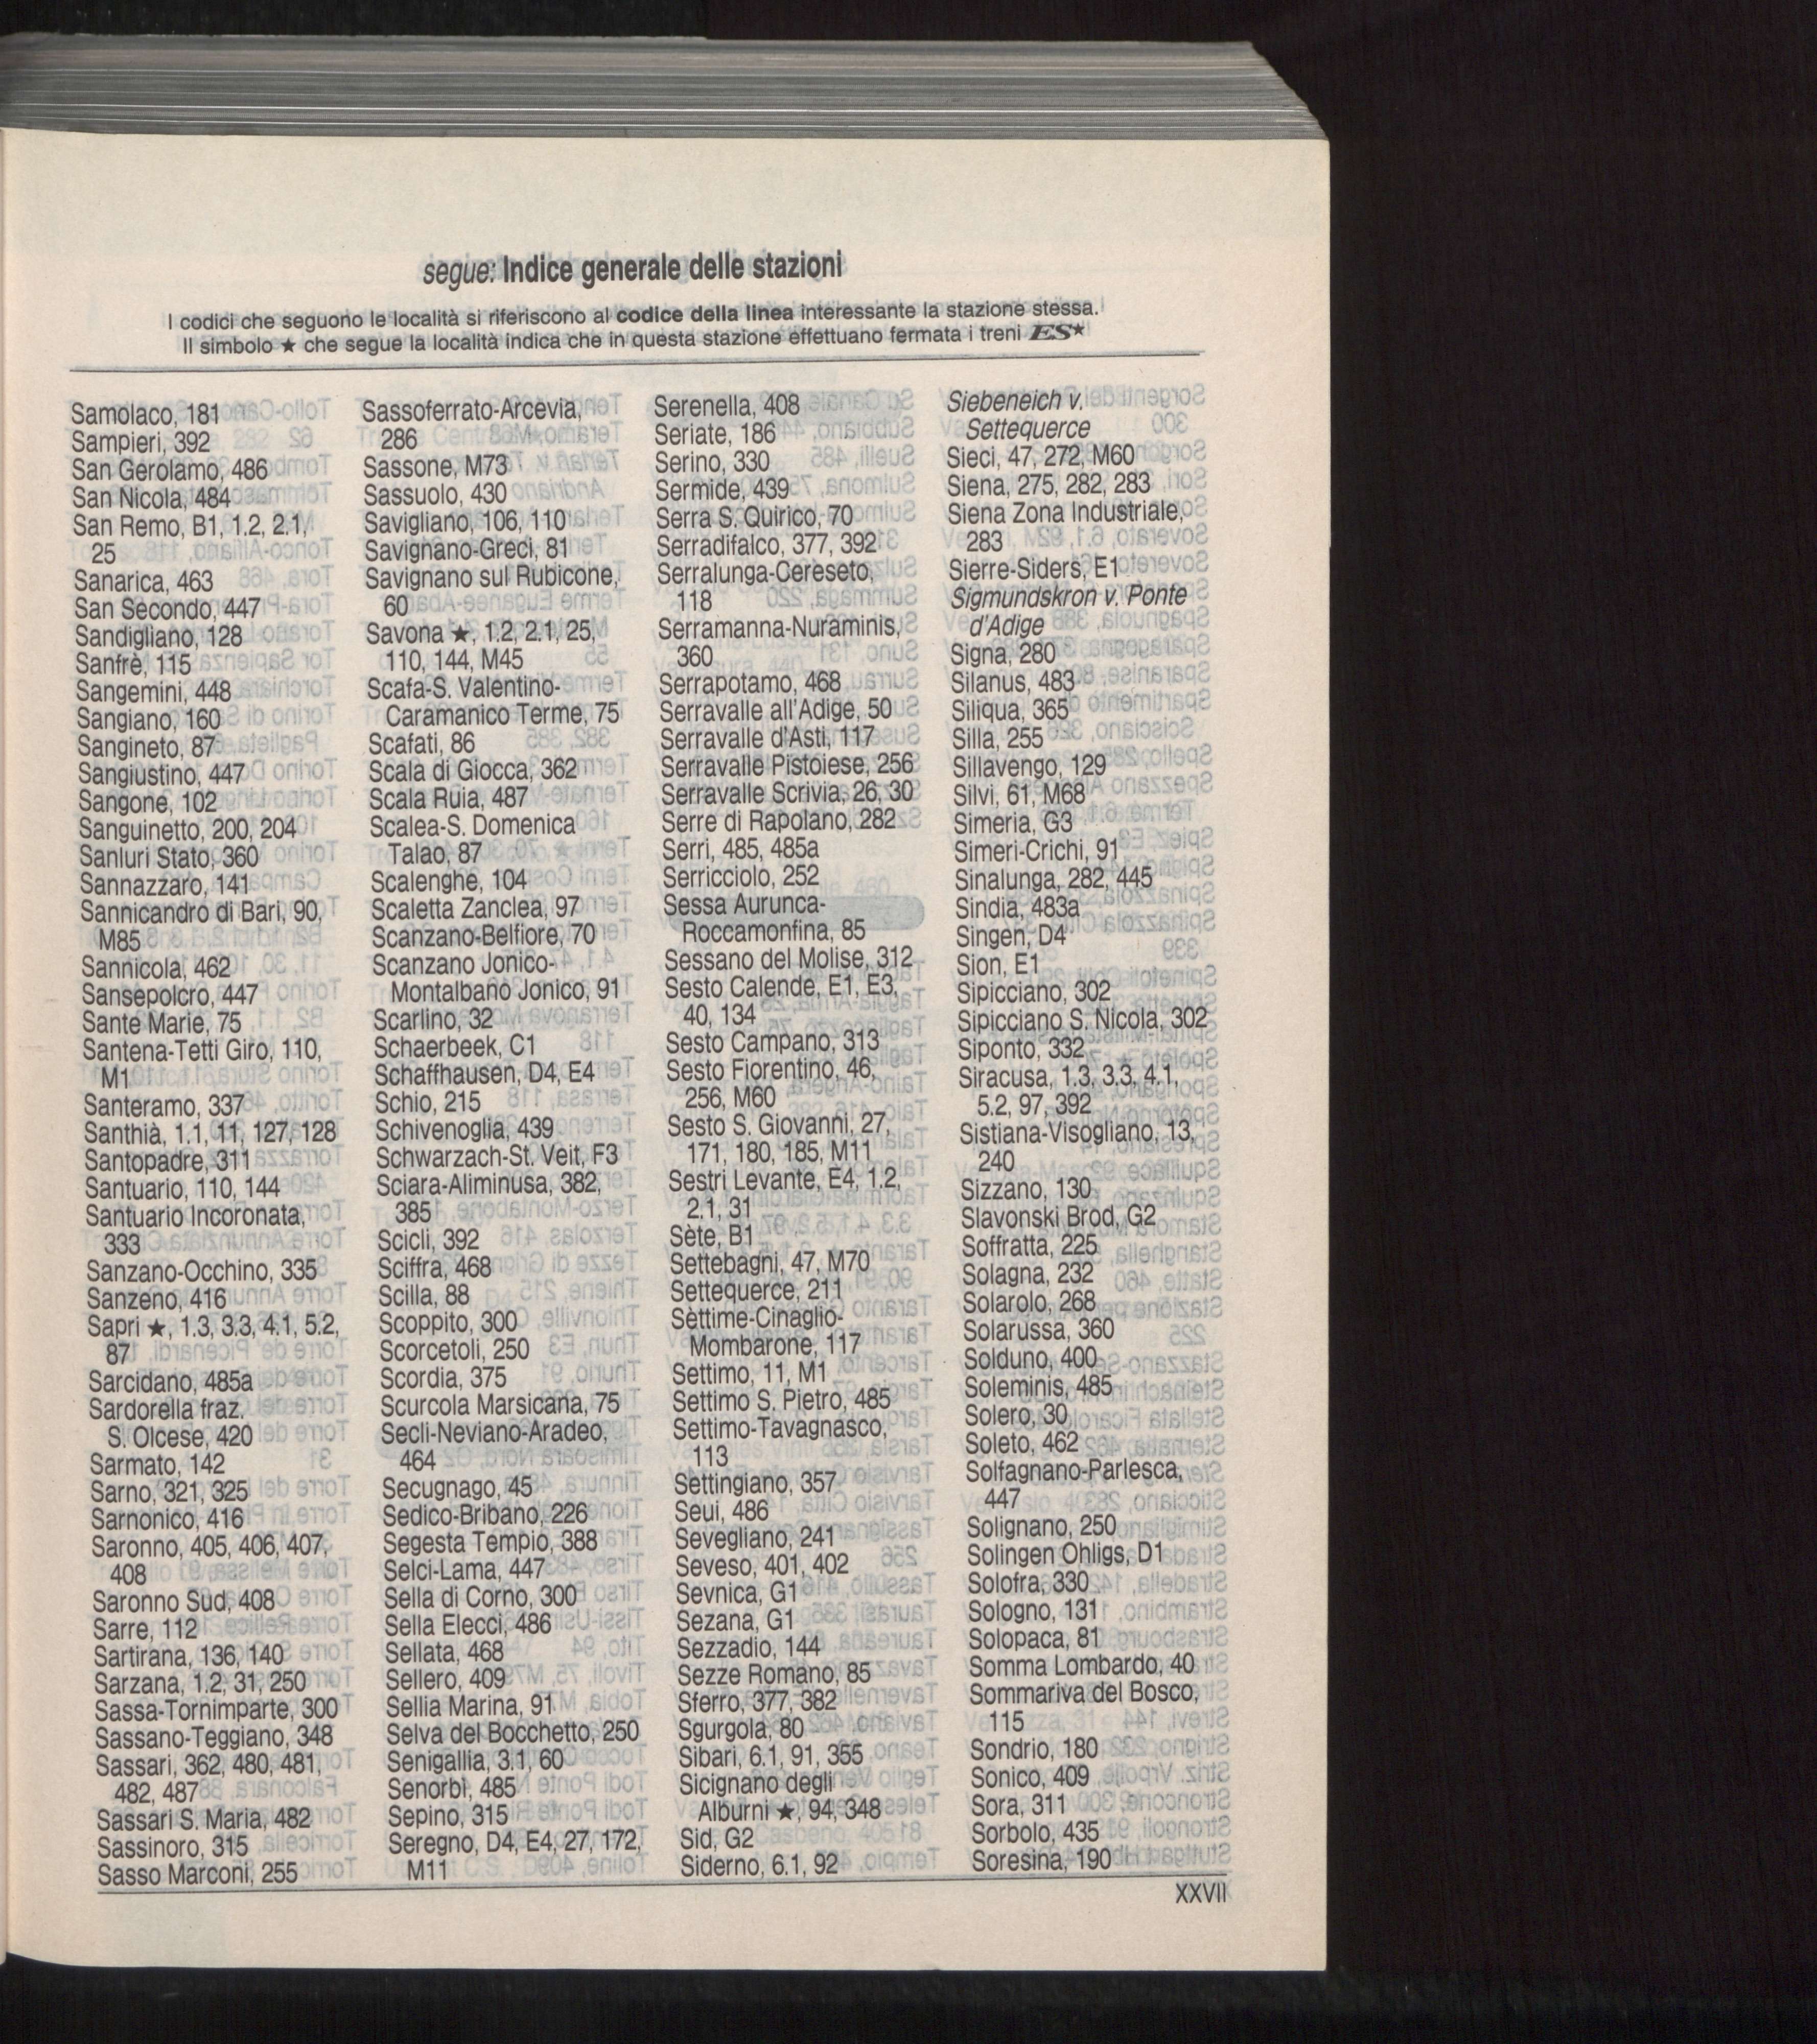 segue: Indice generale delle stazioni
I codici che seguono le località si riferiscono al codice della linea interessante la stazione stessa.
Il simbolo ★ che segue la località indica che in questa stazione effettuano fermata i treni ES★
Samolaco, 181
Sampieri, 392
San Gerolamo, 486
San Nicola, 484
San Remo, B1, 1.2, 2.1,
25
Sanarica, 463
San Secondo, 447
Sandigliano, 128
Sanfrè, 115
Sangemini, 448
Sangiano, 160
Sangineto, 87
Sangiustino, 447
Sangone, 102
Sanguinetto, 200, 204
Sanluri Stato, 360
Sannazzaro, 141
Sannicandro di Bari, 90,
M85
Sannicola, 462
Sansepolcro, 447
Sante Marie, 75
Santena-Tetti Giro, 110,
M1
Santeramo, 337
Santhià, 1.1, 11, 127, 128
Santopadre, 311
Santuario, 110, 144
Santuario Incoronata,
333
Sanzano-Occhino, 335
Sanzeno, 416
Sapri ★, 1.3, 3.3, 4.1, 5.2,
87
Sarcidano, 485a
Sardorella fraz.
S. Olcese, 420
Sarmato, 142
Sarno, 321, 325
Sarnonico, 416
Saronno, 405, 406, 407,
408
Saronno Sud, 408
Sarre, 112
Sartirana, 136, 140
Sarzana, 1.2, 31, 250
Sassa-Tornimparte, 300
Sassano-Teggiano, 348
Sassari, 362, 480, 481,
482, 487
Sassari S. Maria, 482
Sassinoro, 315
Sasso Marconi, 255
Sassoferrato-Arcevia,
286
Sassone, M73
Sassuolo, 430
Savigliano, 106, 110
Savignano-Greci, 81
Savignano sul Rubicone,
60
Savona ★, 1.2, 2.1, 25,
110, 144, M45
Scafa-S. Valentino-
Caramanico Terme, 75
Scafati, 86
Scala di Giocca, 362
Scala Ruia, 487
Scalea-S. Domenica
Talao, 87
Scalenghe, 104
Scaletta Zanclea, 97
Scanzano-Belfiore, 70
Scanzano Jonico-
Montalbano Jonico, 91
Scarlino, 32
Schaerbeek, C1
Schaffhausen, D4, E4
Schio, 215
Schivenoglia, 439
Schwarzach-St. Veit, F3
Sciara-Aliminusa, 382,
385
Scicli, 392
Sciffra, 468
Scilla, 88
Scoppito, 300
Scorcetoli, 250
Scordia, 375
Scurcola Marsicana, 75
Secli-Neviano-Aradeo,
464
Secugnago, 45
Sedico-Bribano, 226
Segesta Tempio, 388
Selci-Lama, 447
Sella di Corno, 300
Sella Elecci, 486
Sellata, 468
Sellero, 409
Sellia Marina, 91
Selva del Bocchetto, 250
Senigallia, 3.1, 60
Senorbì, 485
Sepino, 315
Seregno, D4, E4, 27, 172,
M11
Serenella, 408
Seriate, 186
Serino, 330
Sermide, 439
Serra S. Quirico, 70
Serradifalco, 377, 392
Serralunga-Cereseto,
118
Serramanna-Nuraminis,
360
Serrapotamo, 468
Serravalle all'Adige, 50
Serravalle d'Asti, 117
Serravalle Pistoiese, 256
Serravalle Scrivia, 26, 30
Serre di Rapolano, 282
Serri, 485, 485a
Serricciolo, 252
Sessa Aurunca-
Roccamonfina, 85
Sessano del Molise, 312
Sesto Calende, E1, E3,
40, 134
Sesto Campano, 313
Sesto Fiorentino, 46,
256, M60
Sesto S. Giovanni, 27,
171, 180, 185, M11
Sestri Levante, E4, 1.2,
2.1, 31
Sète, B1
Settebagni, 47, M70
Settequerce, 211
Sèttime-Cinaglio-
Mombarone, 117
Settimo, 11, M1
Settimo S. Pietro, 485
Settimo-Tavagnasco,
113
Settingiano, 357
Seui, 486
Sevegliano, 241
Seveso, 401, 402
Sevnica, G1
Sezana, G1
Sezzadio, 144
Sezze Romano, 85
Sferro, 377, 382
Sgurgola, 80
Sibari, 6.1, 91, 355
Sicignano degli
Alburni ★, 94, 348
Sid, G2
Siderno, 6.1, 92
Siebeneich v.
Settequerce
Sieci, 47, 272, M60
Siena, 275, 282, 283
Siena Zona Industriale,
283
Sierre-Siders, E1
Sigmundskron v. Ponte
d'Adige
Signa, 280
Silanus, 483
Siliqua, 365
Silla, 255
Sillavengo, 129
Silvi, 61, M68
Simeria, G3
Simeri-Crichi, 91
Sinalunga, 282, 445
Sindia, 483a
Singen, D4
Sion, E1
Sipicciano, 302
Sipicciano S. Nicola, 302
Siponto, 332
Siracusa, 1.3, 3.3, 4.1,
5.2, 97, 392
Sistiana-Visogliano, 13,
240
Sizzano, 130
Slavonski Brod, G2
Soffratta, 225
Solagna, 232
Solarolo, 268
Solarussa, 360
Solduno, 400
Soleminis, 485
Solero, 30
Soleto, 462
Solfagnano-Parlesca,
447
Solignano, 250
Solingen Ohligs, D1
Solofra, 330
Sologno, 131
Solopaca, 81
Somma Lombardo, 40
Sommariva del Bosco,
115
Sondrio, 180
Sonico, 409
Sora, 311
Sorbolo, 435
Soresina, 190
XXVII